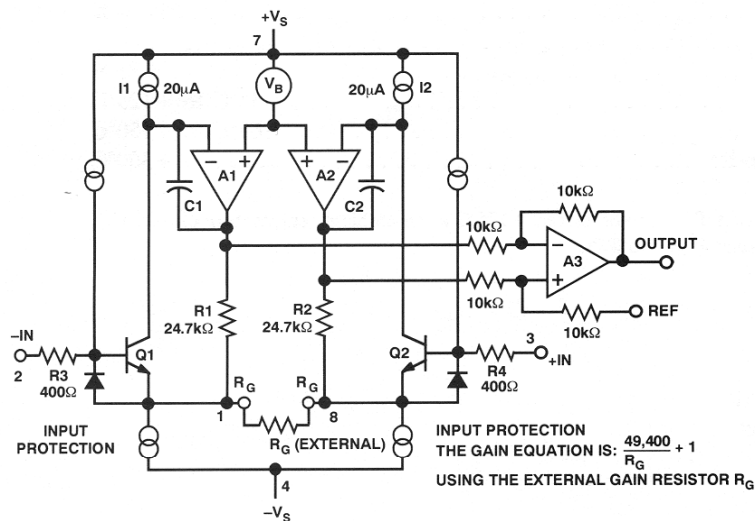 +VS
7
I1
20µA
VB
20µA
I2
− + + −
A1
A2
C1
C2
10kΩ
10kΩ
−
A3
+
OUTPUT
10kΩ
10kΩ
REF
R1
24.7kΩ
R2
24.7kΩ
−IN
2
R3
400Ω
Q1
Q2
3
+IN
R4
400Ω
RG
RG
1
8
RG (EXTERNAL)
INPUT
PROTECTION
4
−VS
INPUT PROTECTION
THE GAIN EQUATION IS: 49,400/RG + 1
USING THE EXTERNAL GAIN RESISTOR RG